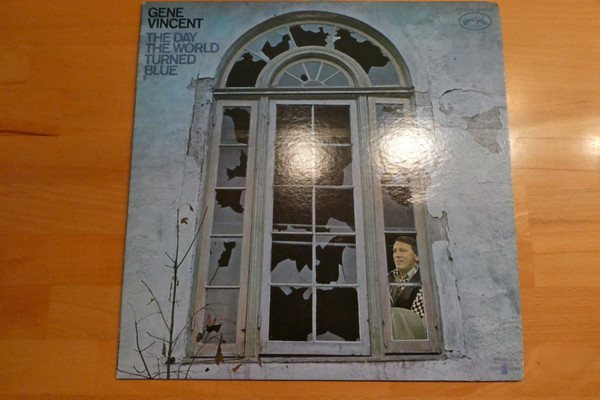 GENE
VINCENT
THE DAY
THE WORLD
TURNED
BLUE